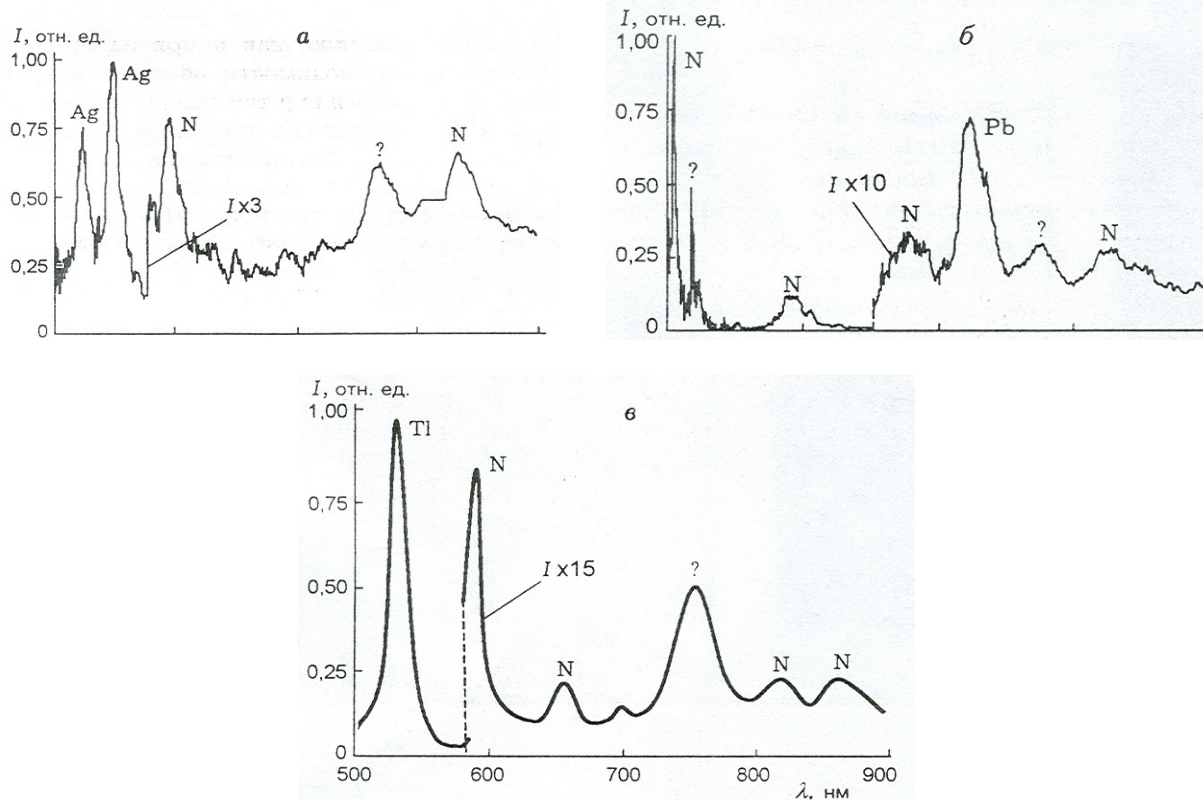 I, отн. ед.
а
1,00
Ag
Ag
0,75
N
?
N
0,50
I x3
0,25
0
I, отн. ед.
б
1,00
N
0,75
Pb
?
0,50
I x10
N
?
N
0,25
N
0
I, отн. ед.
в
1,00
Tl
N
0,75
I x15
?
0,50
0,25
N
N
N
0
500
600
700
800
900
λ, нм